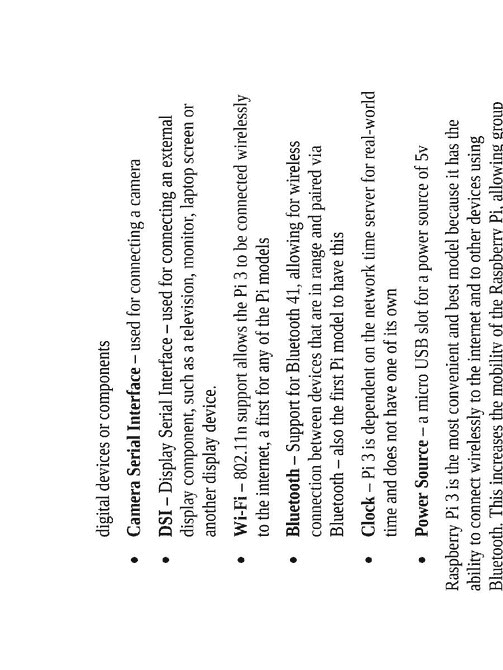 digital devices or components
• Camera Serial Interface – used for connecting a camera
• DSI – Display Serial Interface – used for connecting an external
display component, such as a television, monitor, laptop screen or
another display device.
• Wi-Fi – 802.11n support allows the Pi 3 to be connected wirelessly
to the internet, a first for any of the Pi models
• Bluetooth – Support for Bluetooth 41, allowing for wireless
connection between devices that are in range and paired via
Bluetooth – also the first Pi model to have this
• Clock – Pi 3 is dependent on the network time server for real-world
time and does not have one of its own
• Power Source – a micro USB slot for a power source of 5v
Raspberry Pi 3 is the most convenient and best model because it has the
ability to connect wirelessly to the internet and to other devices using
Bluetooth. This increases the mobility of the Raspberry Pi, allowing group